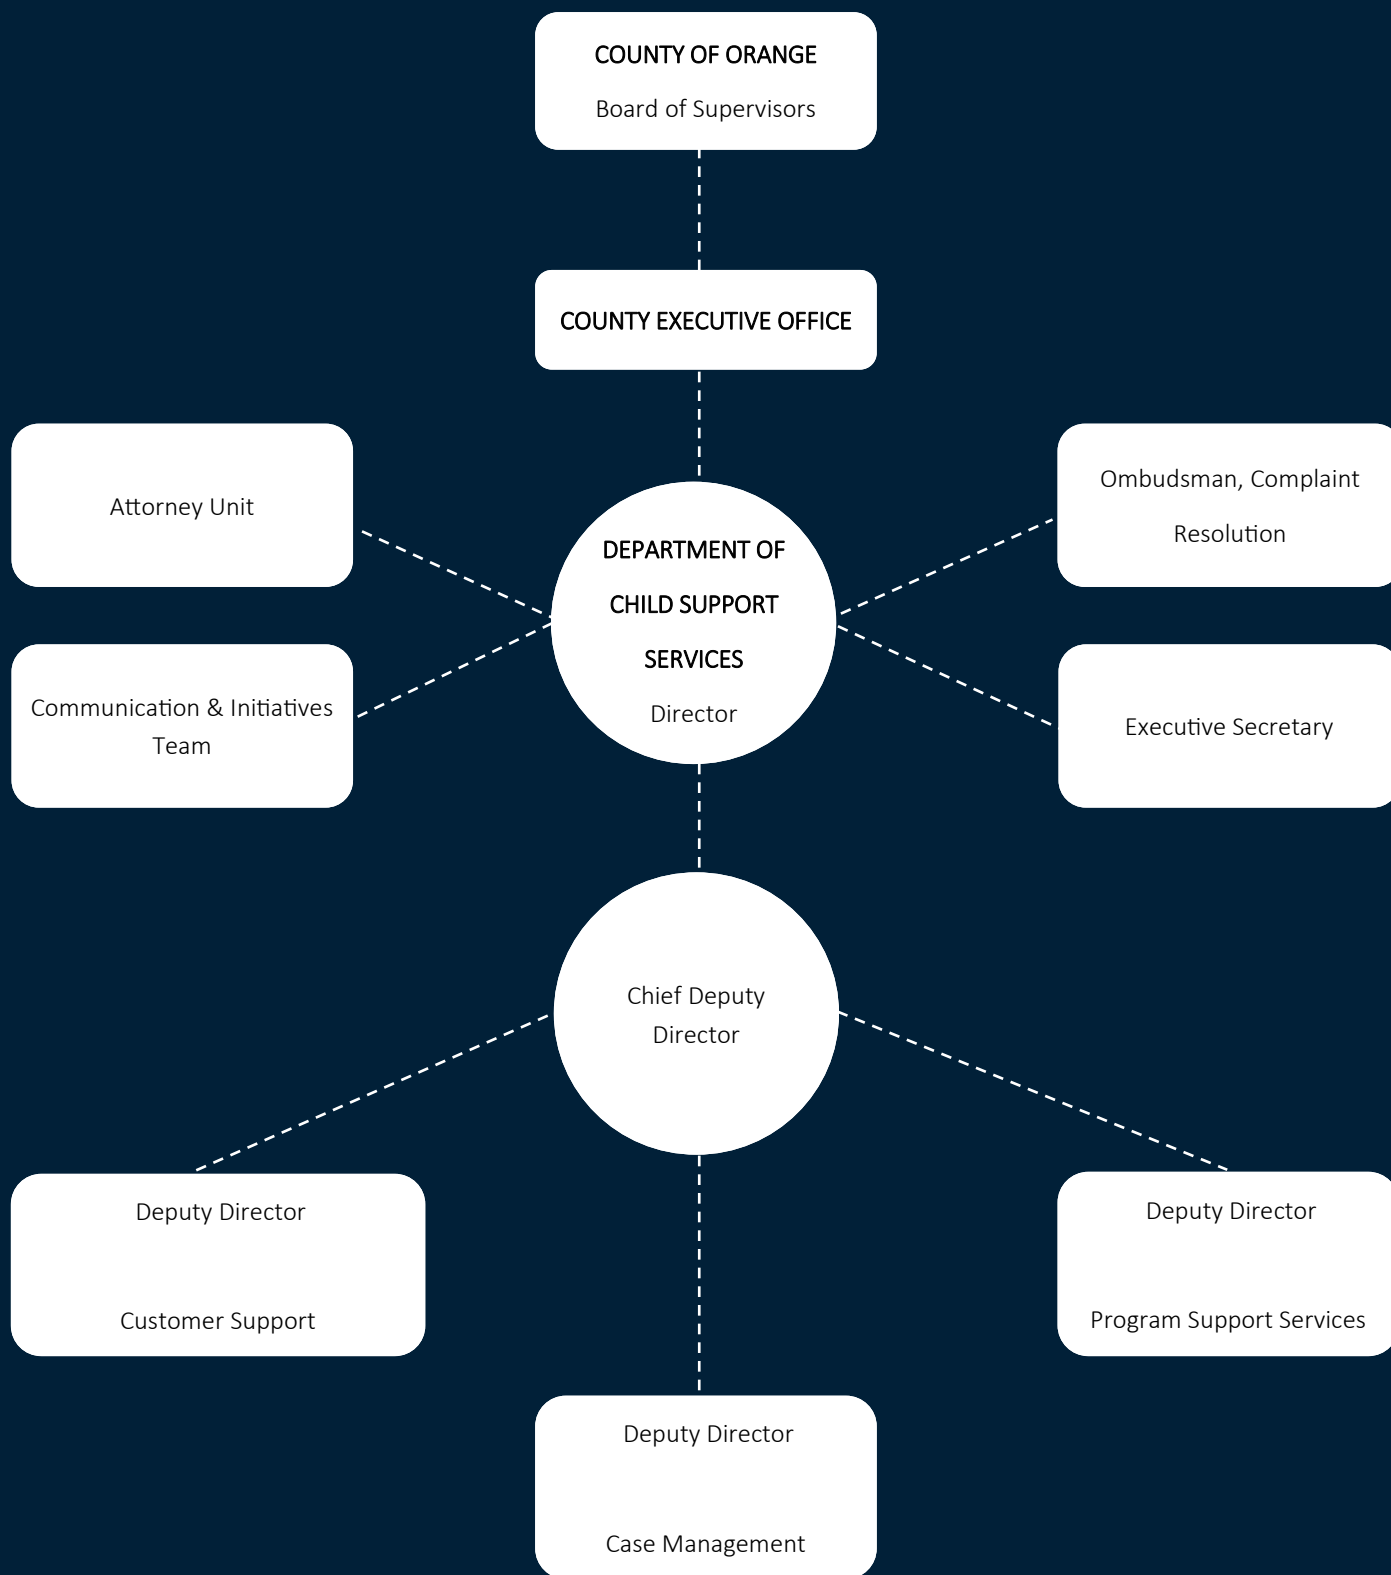 COUNTY OF ORANGE
Board of Supervisors
COUNTY EXECUTIVE OFFICE
Attorney Unit
Ombudsman, Complaint
Resolution
DEPARTMENT OF
CHILD SUPPORT
SERVICES
Director
Communication & Initiatives
Team
Executive Secretary
Chief Deputy
Director
Deputy Director
Customer Support
Deputy Director
Program Support Services
Deputy Director
Case Management